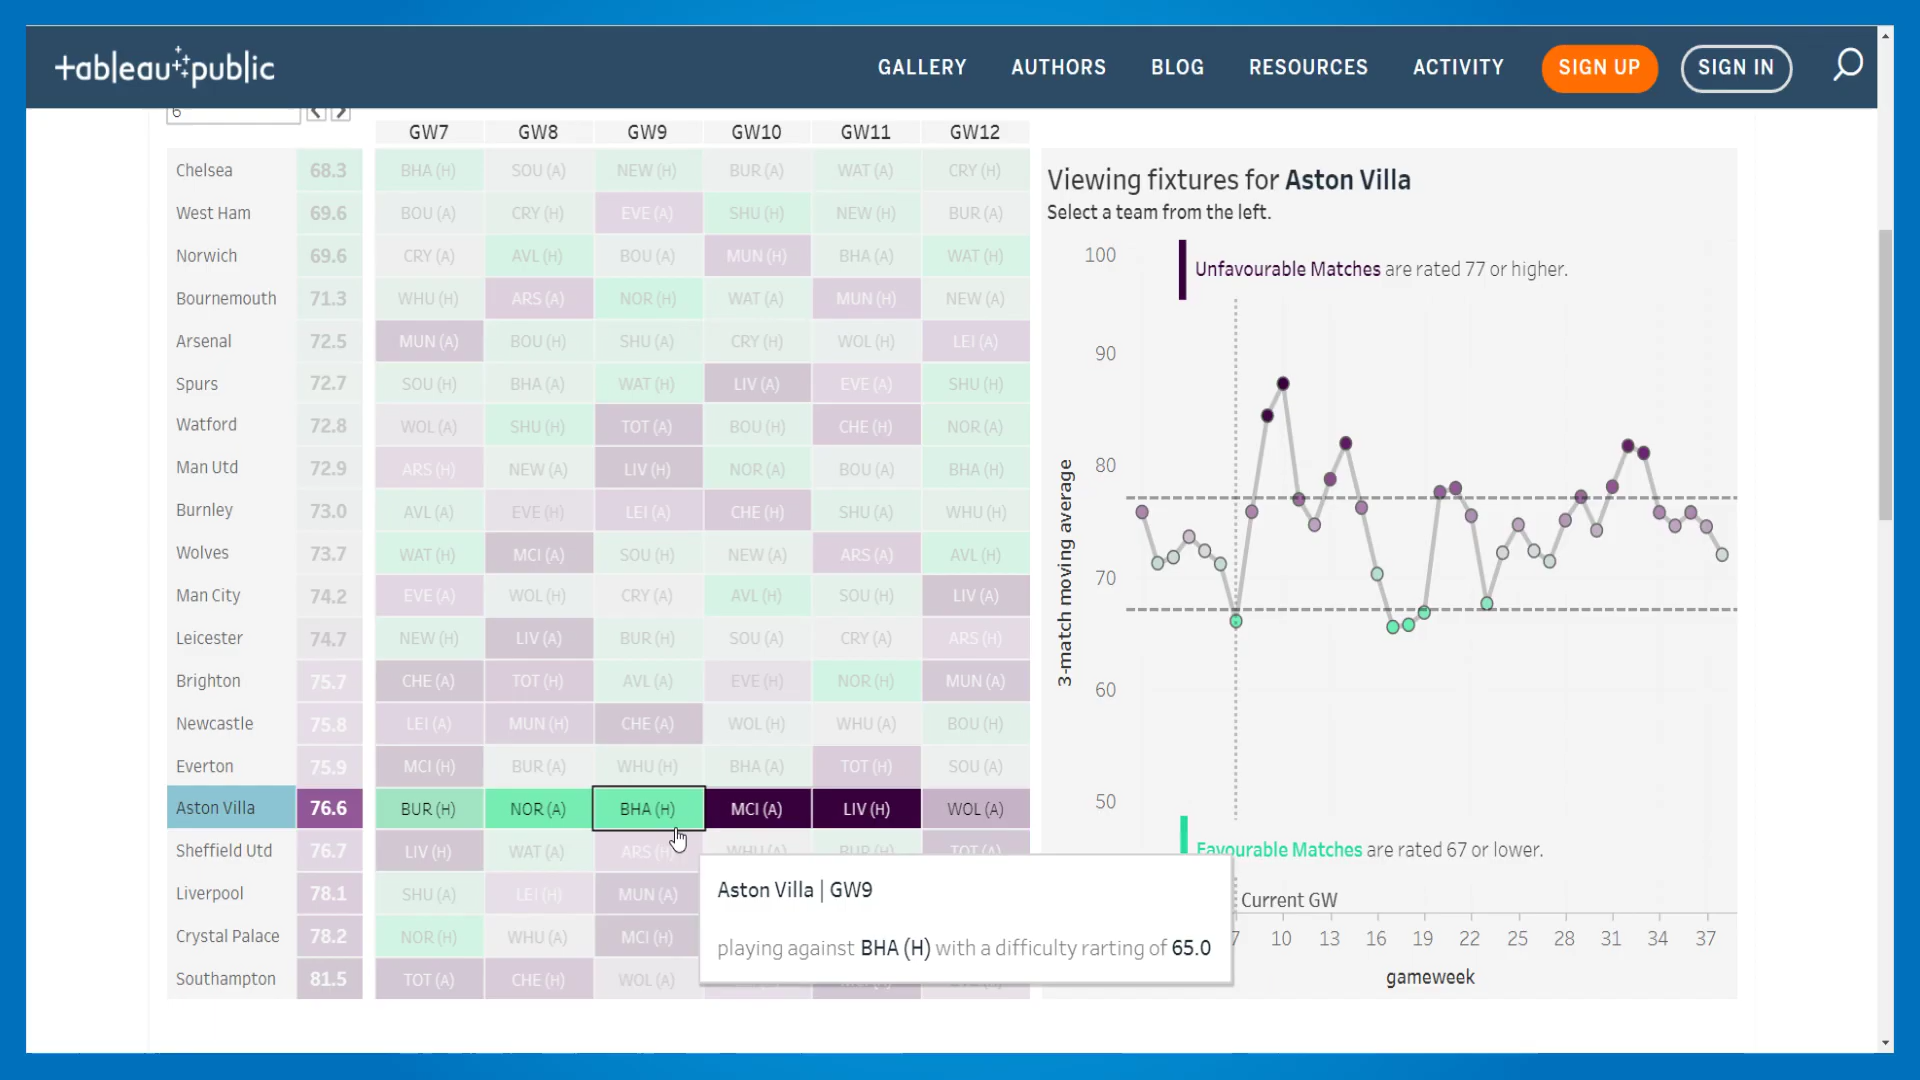 tableau public
GALLERY AUTHORS BLOG RESOURCES ACTIVITY SIGN UP SIGN IN
6
GW7 GW8 GW9 GW10 GW11 GW12
Chelsea 68.3 BHA (H) SOU (A) NEW (H) BUR (A) WAT (A) CRY (H)
West Ham 69.6 BOU (A) CRY (H) EVE (A) SHU (H) NEW (H) BUR (A)
Norwich 69.6 CRY (A) AVL (H) BOU (A) MUN (H) BHA (A) WAT (H)
Bournemouth 71.3 WHU (H) ARS (A) NOR (H) WAT (A) MUN (H) NEW (A)
Arsenal 72.5 MUN (A) BOU (H) SHU (A) CRY (H) WOL (H) LEI (A)
Spurs 72.7 SOU (H) BHA (A) WAT (H) LIV (A) EVE (A) SHU (H)
Watford 72.8 WOL (A) SHU (H) TOT (A) BOU (H) CHE (H) NOR (A)
Man Utd 72.9 ARS (H) NEW (A) LIV (H) NOR (A) BOU (A) BHA (H)
Burnley 73.0 AVL (A) EVE (H) LEI (A) CHE (H) SHU (A) WHU (H)
Wolves 73.7 WAT (H) MCI (A) SOU (H) NEW (A) ARS (A) AVL (H)
Man City 74.2 EVE (A) WOL (H) CRY (A) AVL (H) SOU (H) LIV (A)
Leicester 74.7 NEW (H) LIV (A) BUR (H) SOU (A) CRY (A) ARS (H)
Brighton 75.7 CHE (A) TOT (H) AVL (A) EVE (H) NOR (H) MUN (A)
Newcastle 75.8 LEI (A) MUN (H) CHE (A) WOL (H) WHU (A) BOU (H)
Everton 75.9 MCI (H) BUR (A) WHU (H) BHA (A) TOT (H) SOU (A)
Aston Villa 76.6 BUR (H) NOR (A) BHA (H) MCI (A) LIV (H) WOL (A)
Sheffield Utd 76.7 LIV (H) WAT (A) ARS (H) WHU (A) BUR (H) TOT (A)
Liverpool 78.1 SHU (A) LEI (H) MUN (A)
Crystal Palace 78.2 NOR (H) WHU (A) MCI (H)
Southampton 81.5 TOT (A) CHE (H) WOL (A)
Aston Villa | GW9
playing against BHA (H) with a difficulty rarting of 65.0
Viewing fixtures for Aston Villa
Select a team from the left.
Unfavourable Matches are rated 77 or higher.
100
90
80
70
60
50
3-match moving average
Favourable Matches are rated 67 or lower.
Current GW
7 10 13 16 19 22 25 28 31 34 37
gameweek